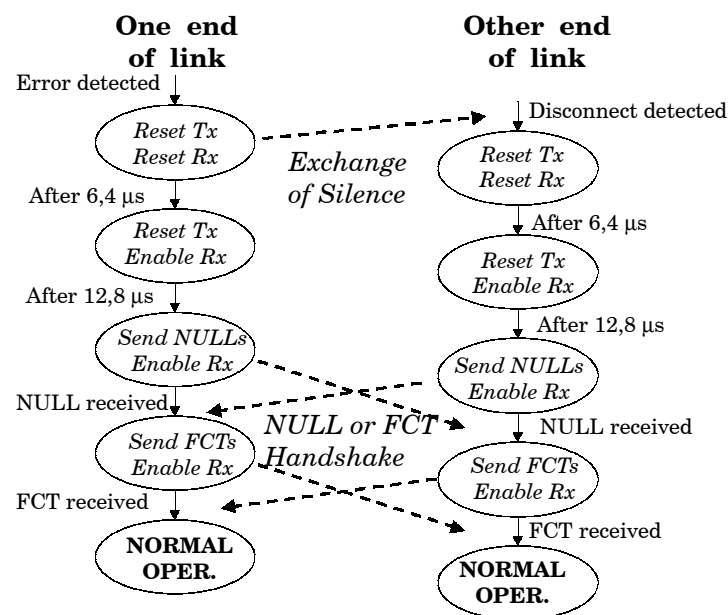 One end
of link
Error detected
Reset Tx
Reset Rx
After 6,4 µs
Reset Tx
Enable Rx
After 12,8 µs
Send NULLs
Enable Rx
NULL received
Send FCTs
Enable Rx
FCT received
NORMAL
OPER.
Exchange
of Silence
NULL or FCT
Handshake
Other end
of link
Disconnect detected
Reset Tx
Reset Rx
After 6,4 µs
Reset Tx
Enable Rx
After 12,8 µs
Send NULLs
Enable Rx
NULL received
Send FCTs
Enable Rx
FCT received
NORMAL
OPER.